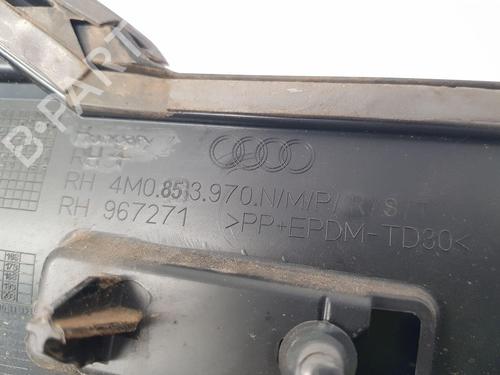 B-PARTS
RH 4M0.853.970.N/M/P/R/S/T
RH 967271 >PP+EPDM-TD30<